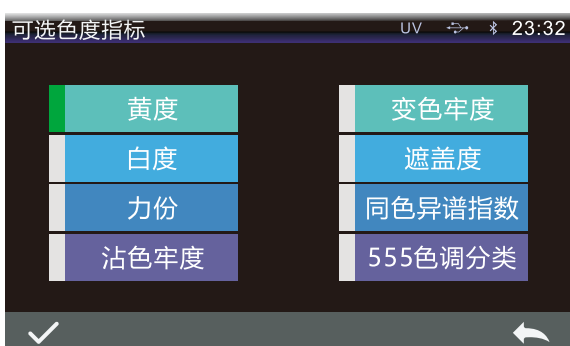 可选色度指标 UV 23:32
黄度 变色牢度
白度 遮盖度
力份 同色异谱指数
沾色牢度 555色调分类